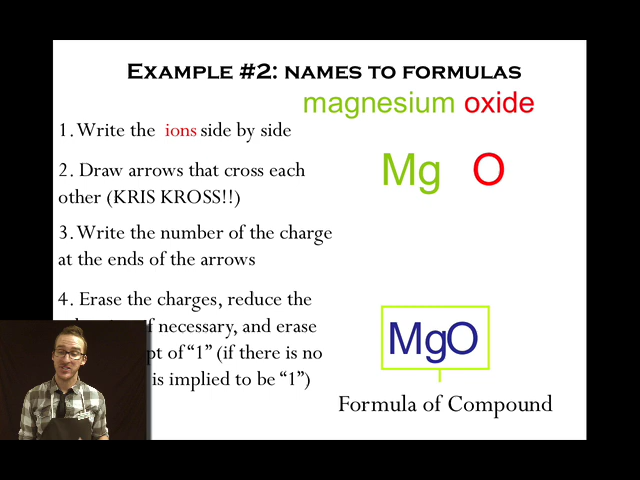 EXAMPLE #2: NAMES TO FORMULAS
magnesium oxide
1. Write the ions side by side
2. Draw arrows that cross each
other (KRIS KROSS!!)
Mg O
3. Write the number of the charge
at the ends of the arrows
4. Erase the charges, reduce the
if necessary, and erase
of “1” (if there is no
is implied to be “1”)
MgO
Formula of Compound